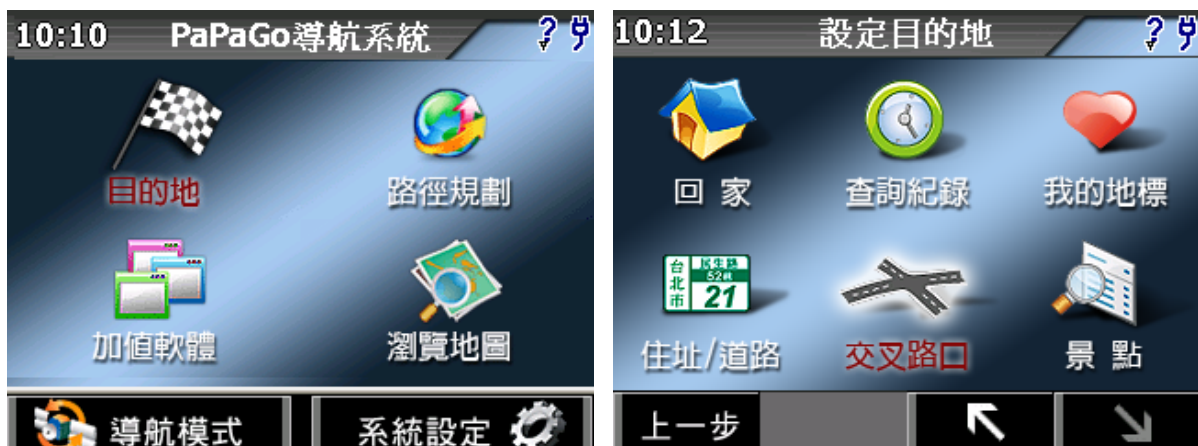 10:10 PaPaGo導航系統
目的地 路徑規劃
加值軟體 瀏覽地圖
導航模式 系統設定
10:12 設定目的地
回 家 查詢紀錄 我的地標
台北市 民生路 52巷 21
住址/道路 交叉路口 景 點
上一步